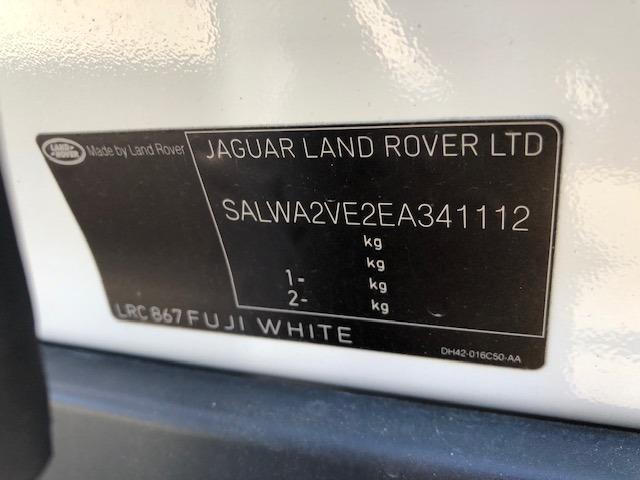 LAND ROVER
Made by Land Rover
JAGUAR LAND ROVER LTD
SALWA2VE2EA341112
kg
kg
1- kg
2- kg
LRC 867 FUJI WHITE
DH42-016C50-AA